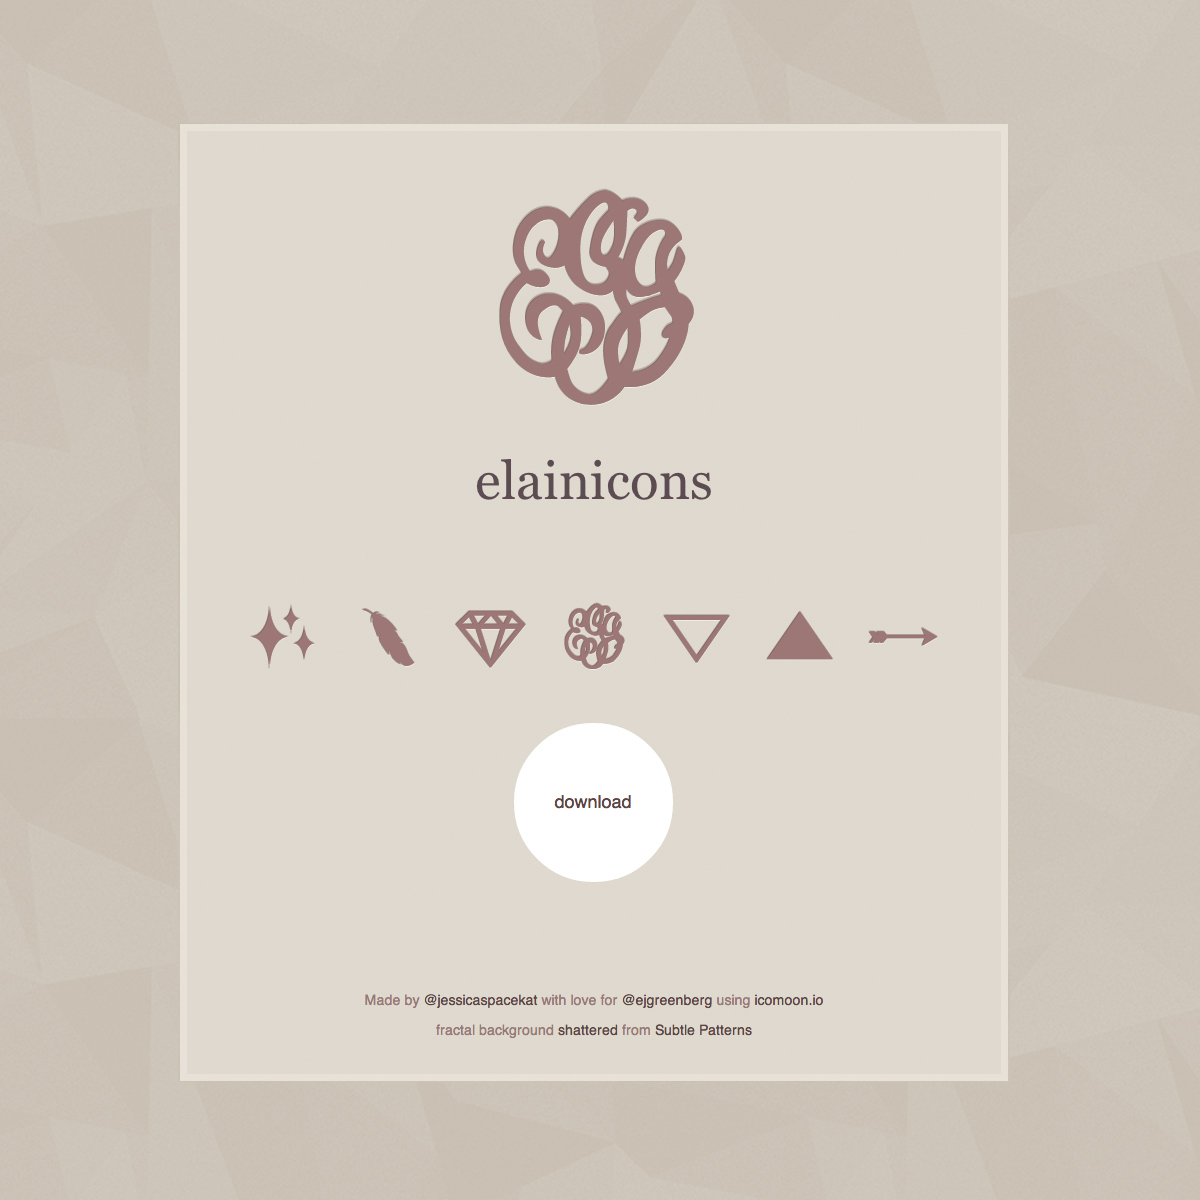 elainicons
download
Made by @jessicaspacekat with love for @ejgreenberg using icomoon.io
fractal background shattered from Subtle Patterns